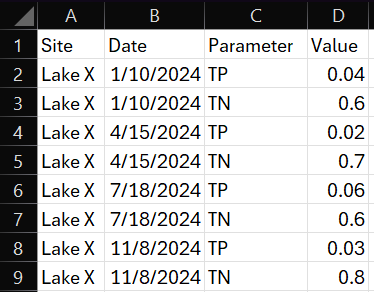 A B C D
1 Site Date Parameter Value
2 Lake X 1/10/2024 TP 0.04
3 Lake X 1/10/2024 TN 0.6
4 Lake X 4/15/2024 TP 0.02
5 Lake X 4/15/2024 TN 0.7
6 Lake X 7/18/2024 TP 0.06
7 Lake X 7/18/2024 TN 0.6
8 Lake X 11/8/2024 TP 0.03
9 Lake X 11/8/2024 TN 0.8